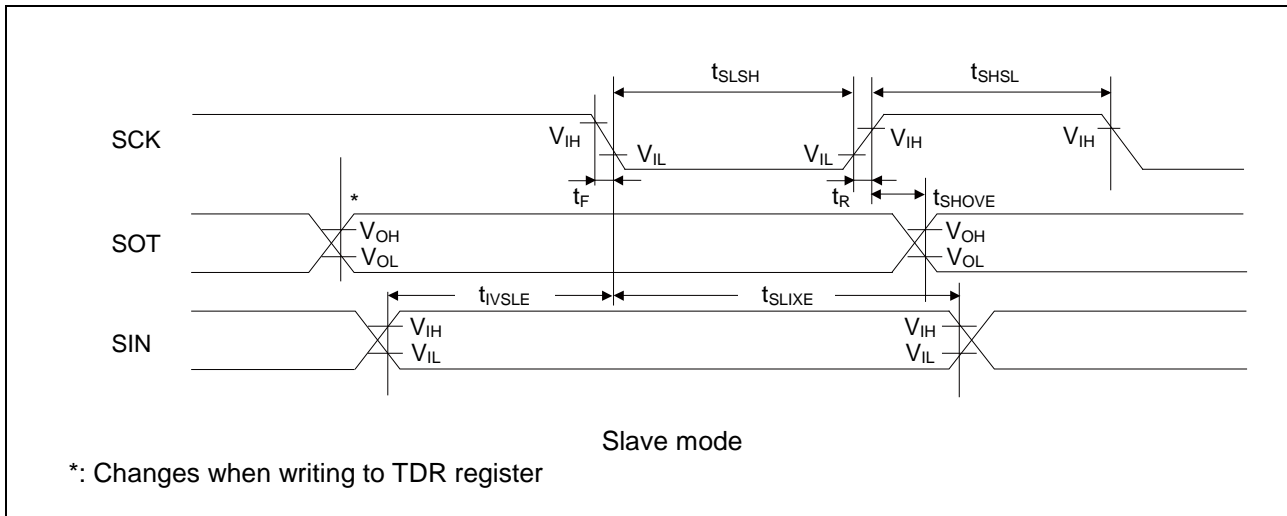 tSLSH tSHSL
SCK VIH VIL VIL VIH VIH
tF tR tSHOVE
*
SOT VOH VOL VOH VOL
tIVSLE tSLIXE
SIN VIH VIL VIH VIL
Slave mode
*: Changes when writing to TDR register